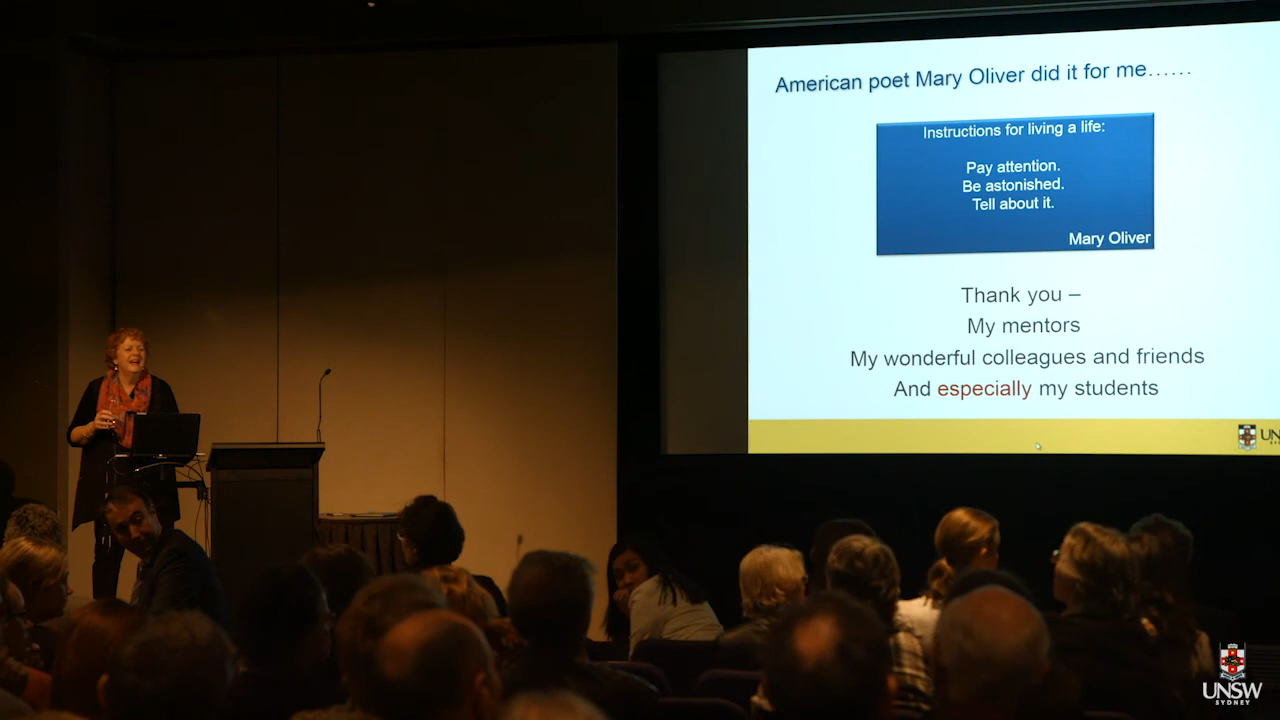 American poet Mary Oliver did it for me……
Instructions for living a life:
Pay attention.
Be astonished.
Tell about it.
Mary Oliver
Thank you –
My mentors
My wonderful colleagues and friends
And especially my students
UNSW
SYDNEY